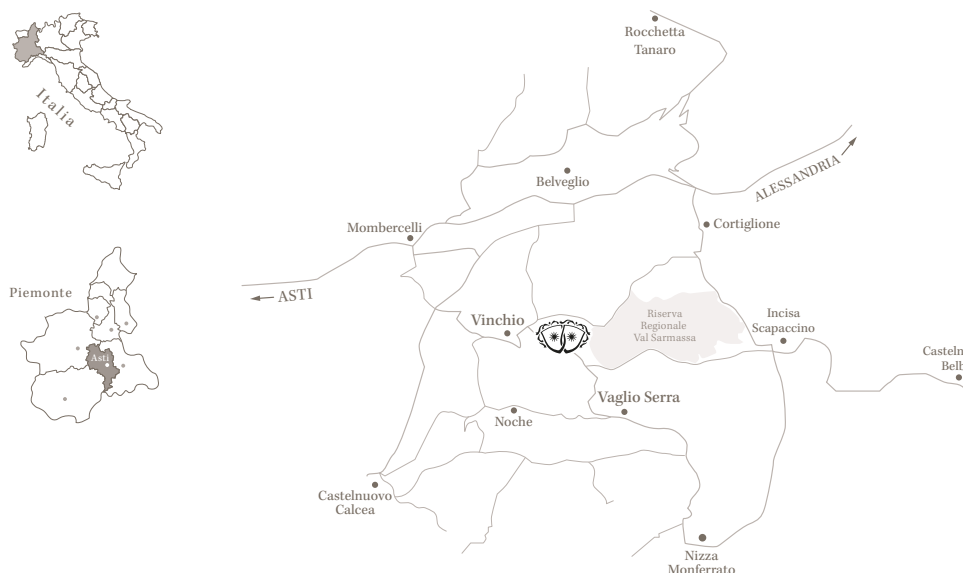 Italia
Piemonte
Asti
Rocchetta
Tanaro
Belveglio
ALESSANDRIA
Mombercelli
Cortiglione
ASTI
Vinchio
Riserva
Regionale
Val Sarmassa
Incisa
Scapaccino
Vaglio Serra
Noche
Castelnuovo
Calcea
Nizza
Monferrato